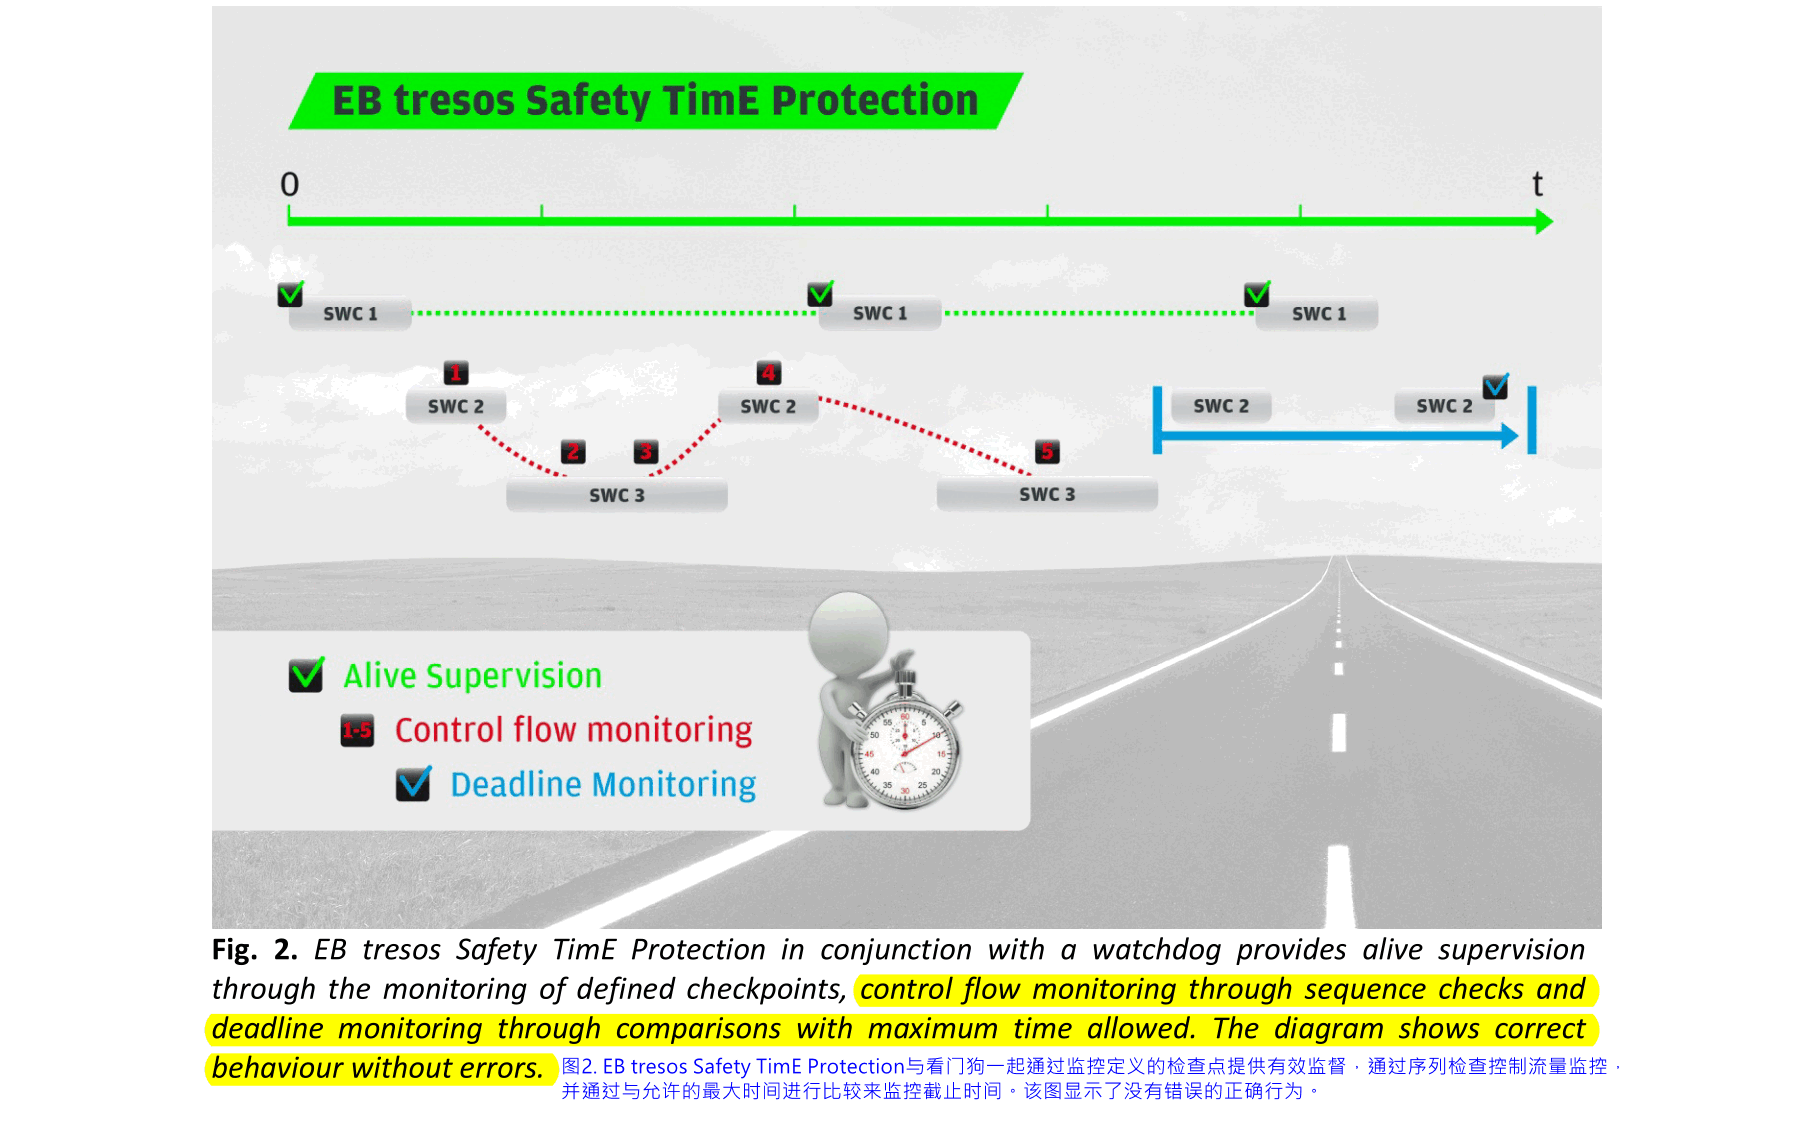 EB tresos Safety TimE Protection
0 t
SWC 1 SWC 1 SWC 1
1 4
SWC 2 SWC 2 SWC 2 SWC 2
2 3 5
SWC 3 SWC 3
Alive Supervision
1-5 Control flow monitoring
Deadline Monitoring
60 5 10 15 20 25 30 35 40 45 50 55
Fig. 2. EB tresos Safety TimE Protection in conjunction with a watchdog provides alive supervision
through the monitoring of defined checkpoints, control flow monitoring through sequence checks and
deadline monitoring through comparisons with maximum time allowed. The diagram shows correct
behaviour without errors.
图2. EB tresos Safety TimE Protection与看门狗一起通过监控定义的检查点提供有效监督，通过序列检查控制流量监控，
并通过与允许的最大时间进行比较来监控截止时间。该图显示了没有错误的正确行为。